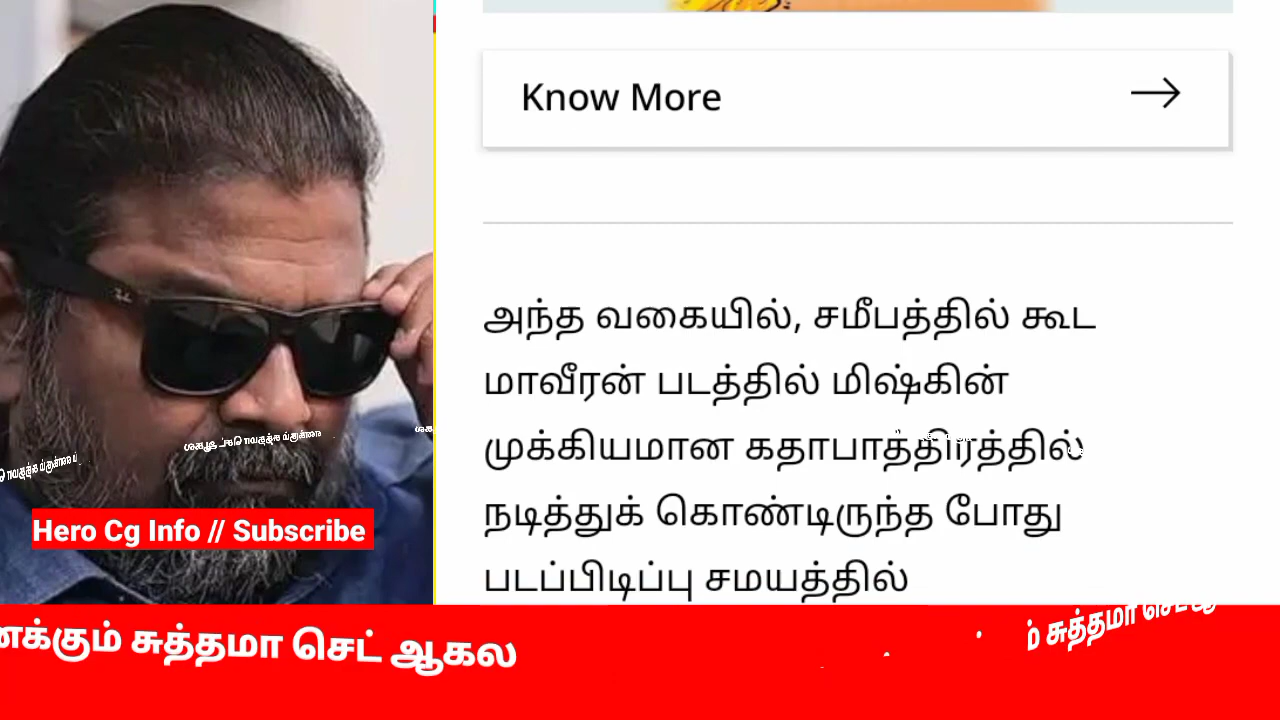 Know More
அந்த வகையில், சமீபத்தில் கூட
மாவீரன் படத்தில் மிஷ்கின்
முக்கியமான கதாபாத்திரத்தில்
நடித்துக் கொண்டிருந்த போது
படப்பிடிப்பு சமயத்தில்
Hero Cg Info // Subscribe
சுத்தமா செட் ஆகல
சுத்தமா